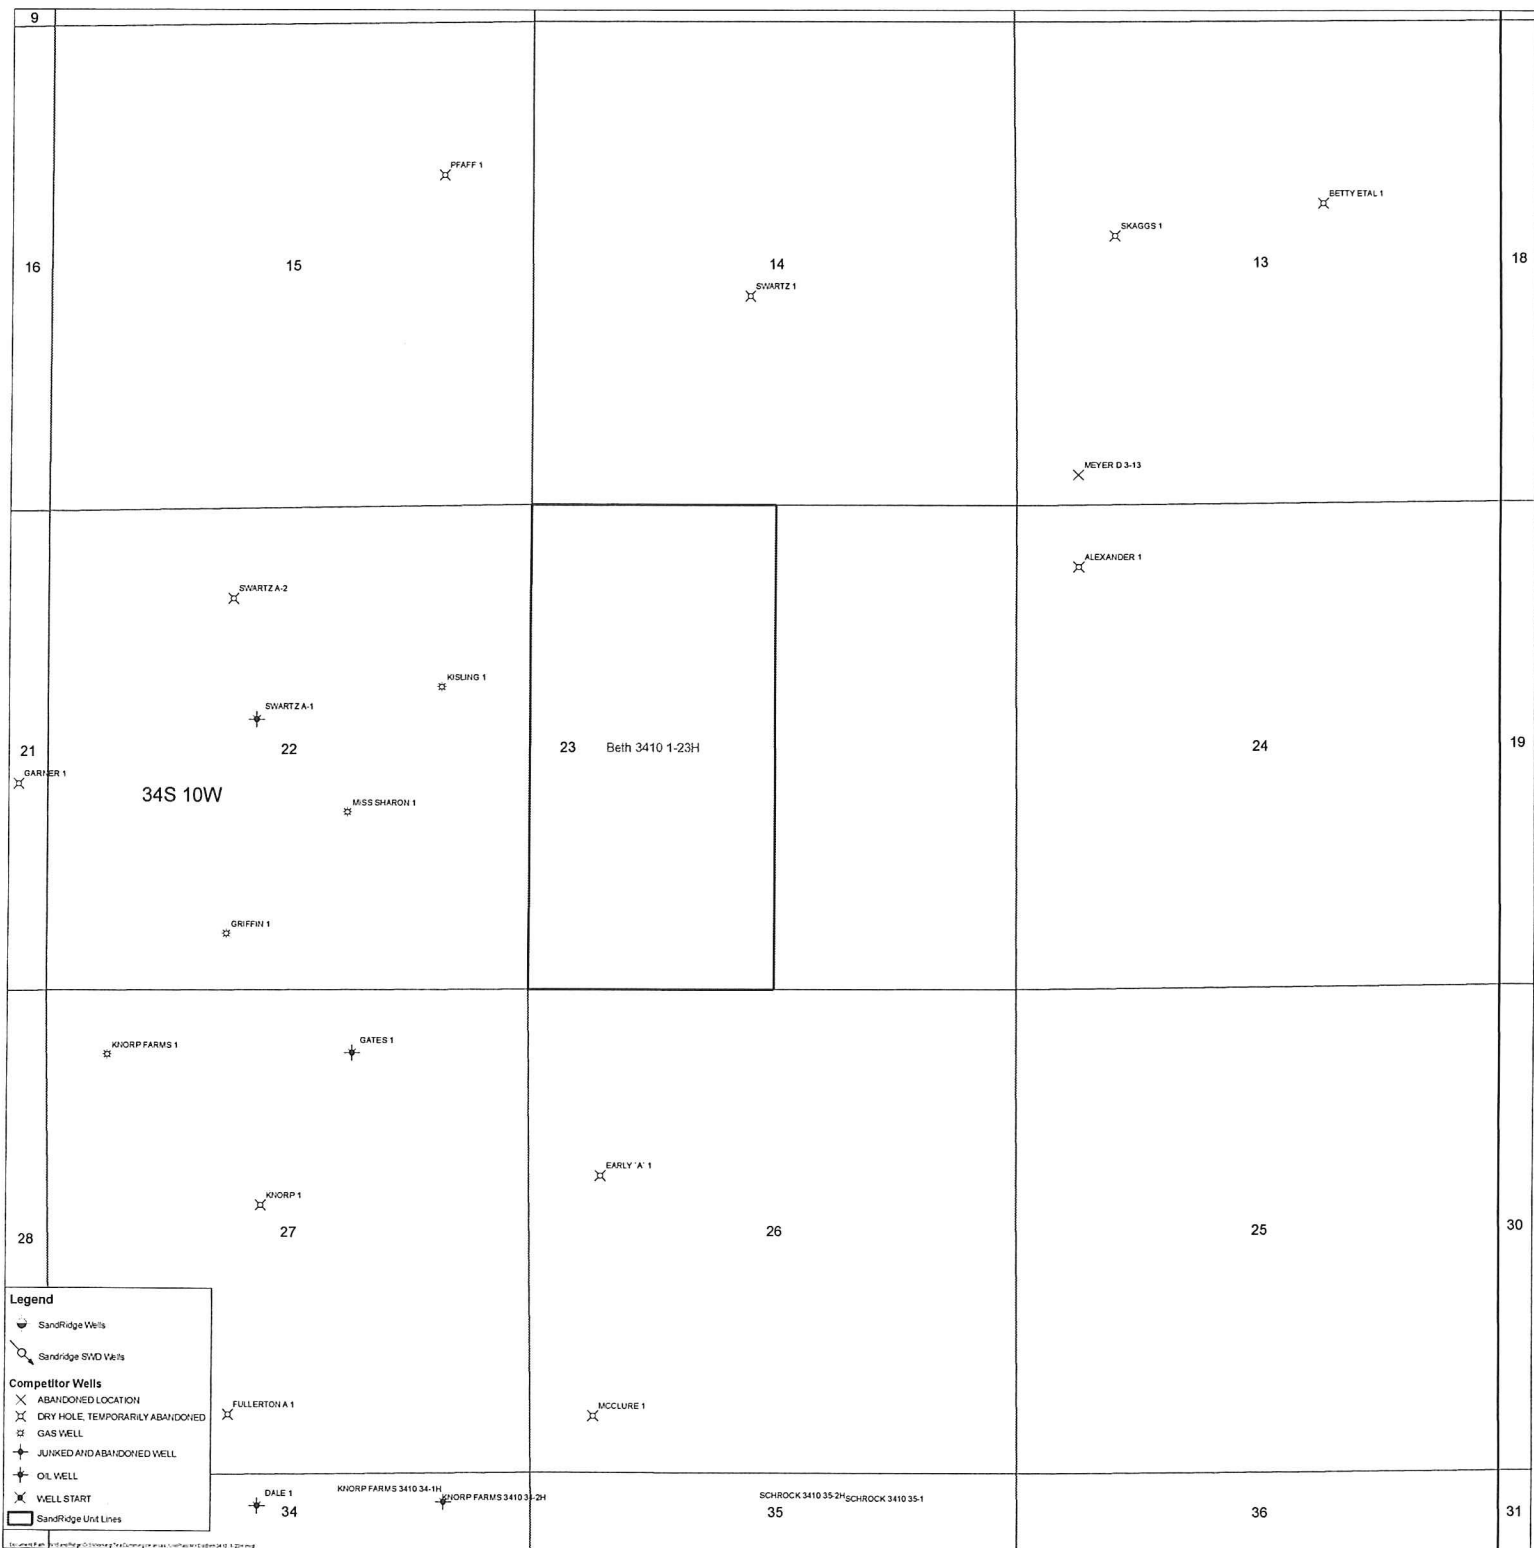 9
PFAFF 1
BETTY ETAL 1
SKAGGS 1
16
15
14
13
18
SWARTZ 1
MEYER D 3-13
ALEXANDER 1
SWARTZ A-2
KISLING 1
SWARTZ A-1
21
22
23
Beth 3410 1-23H
24
19
GARNER 1
34S 10W
MISS SHARON 1
GRIFFIN 1
KNORP FARMS 1
GATES 1
EARLY 'A' 1
KNORP 1
28
27
26
25
30
FULLERTON A 1
MCCLURE 1
Legend
SandRidge Wells
Sandridge SWD Wells
Competitor Wells
ABANDONED LOCATION
DRY HOLE, TEMPORARILY ABANDONED
GAS WELL
JUNKED AND ABANDONED WELL
OIL WELL
WELL START
SandRidge Unit Lines
DALE 1
KNORP FARMS 3410 34-1H
KNORP FARMS 3410 34-2H
SCHROCK 3410 35-2H
SCHROCK 3410 35-1
34
35
36
31